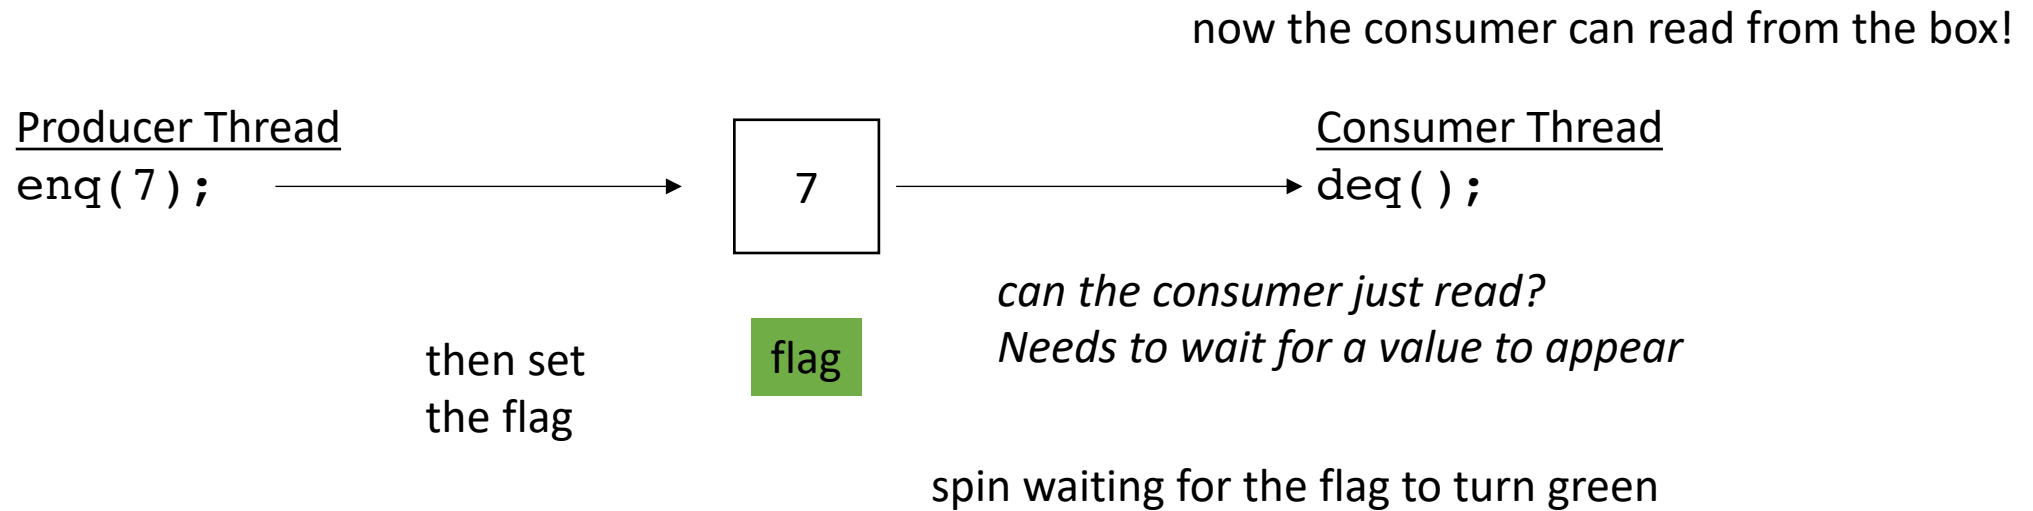 now the consumer can read from the box!
Producer Thread
enq(7);
7
Consumer Thread
deq();
can the consumer just read?
Needs to wait for a value to appear
then set
the flag
flag
spin waiting for the flag to turn green